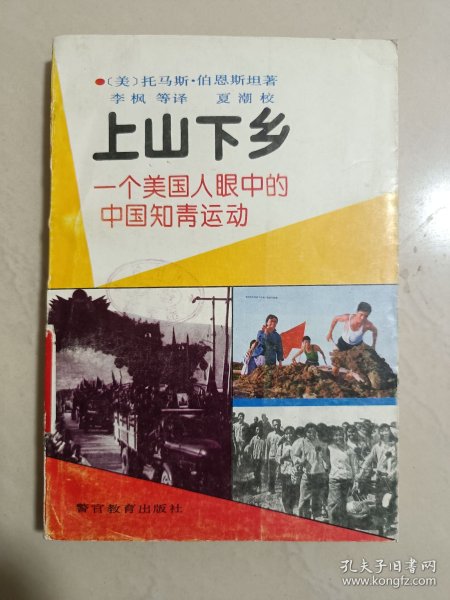 （美）托马斯·伯恩斯坦著
李枫 等译 夏潮 校
上山下乡
一个美国人眼中的
中国知青运动
警官教育出版社
孔夫子旧书网
www.kongfz.com